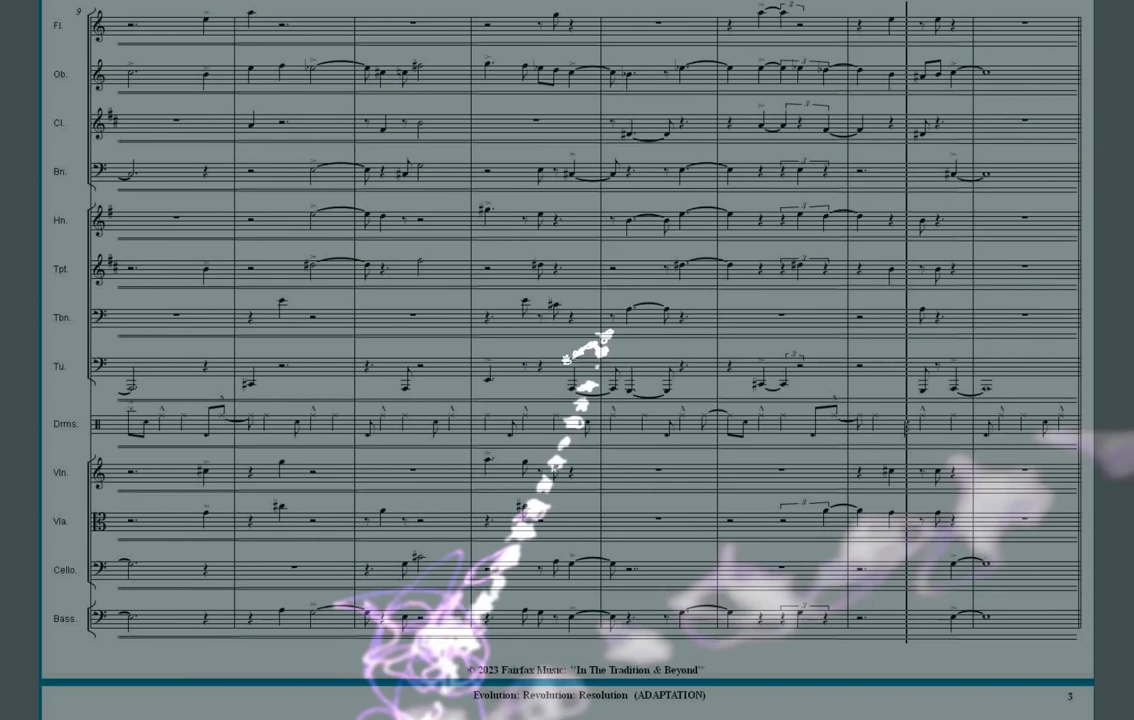 9
Fl.
Ob.
Cl.
Bn.
Hn.
Tpt.
Tbn.
Tu.
Drms.
Vln.
Vla.
Cello.
Bass.
© 2023 Fairfax Music: "In The Tradition & Beyond"
Evolution: Revolution: Resolution (ADAPTATION) 3